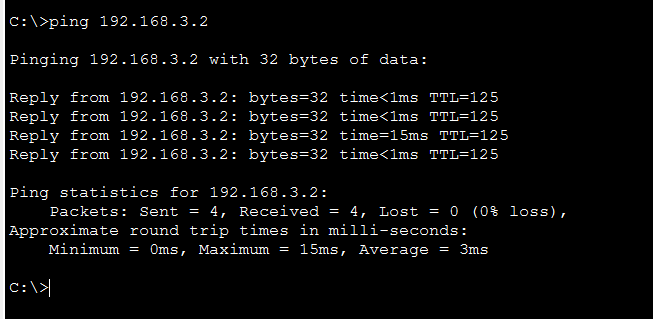 C:\>ping 192.168.3.2
Pinging 192.168.3.2 with 32 bytes of data:
Reply from 192.168.3.2: bytes=32 time<1ms TTL=125
Reply from 192.168.3.2: bytes=32 time<1ms TTL=125
Reply from 192.168.3.2: bytes=32 time=15ms TTL=125
Reply from 192.168.3.2: bytes=32 time<1ms TTL=125
Ping statistics for 192.168.3.2:
    Packets: Sent = 4, Received = 4, Lost = 0 (0% loss),
Approximate round trip times in milli-seconds:
    Minimum = 0ms, Maximum = 15ms, Average = 3ms
C:\>